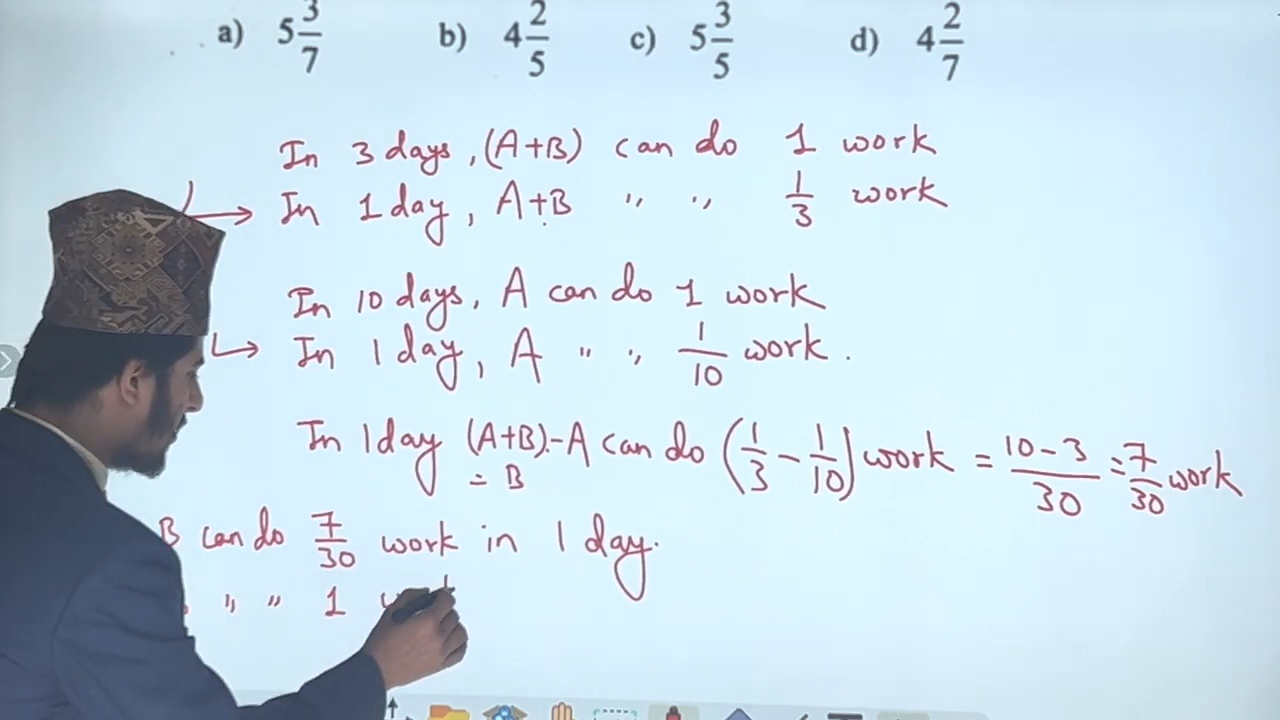 a) 5 3/7 b) 4 2/5 c) 5 3/5 d) 4 2/7
In 3 days, (A+B) can do 1 work
In 1 day, A+B " " 1/3 work
In 10 days, A can do 1 work
In 1 day, A " " 1/10 work.
In 1 day (A+B)-A can do (1/3 - 1/10) work = 10-3/30 = 7/30 work
= B
B can do 7/30 work in 1 day.
" " 1